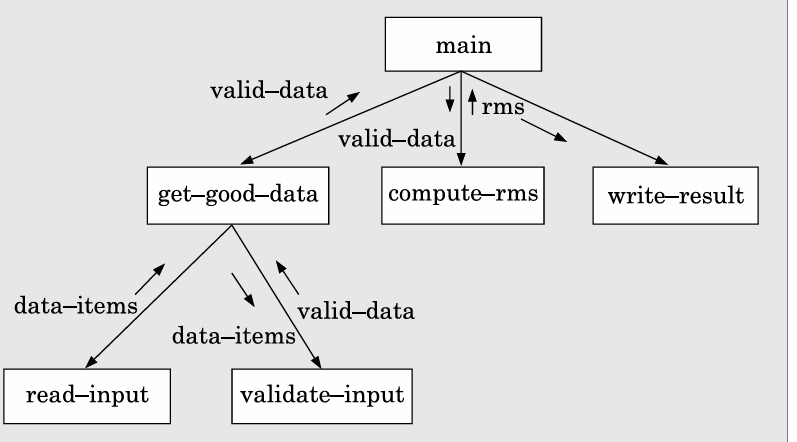 main
valid–data
rms
valid–data
get–good–data
compute–rms
write–result
data–items
valid–data
data–items
read–input
validate–input